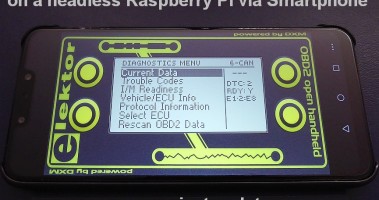 on a headless Raspberry Pi via Smartphone
powered by DXM
elektor
OBD2 open handheld
DIAGNOSTICS MENU 6-CAN
Current Data ---
Trouble Codes DTC:2
I/M Readiness RDY:Y
Vehicle/ECU Info E1:2:E8
Protocol Information
Select ECU
Rescan OBD2 Data
powered by DXM